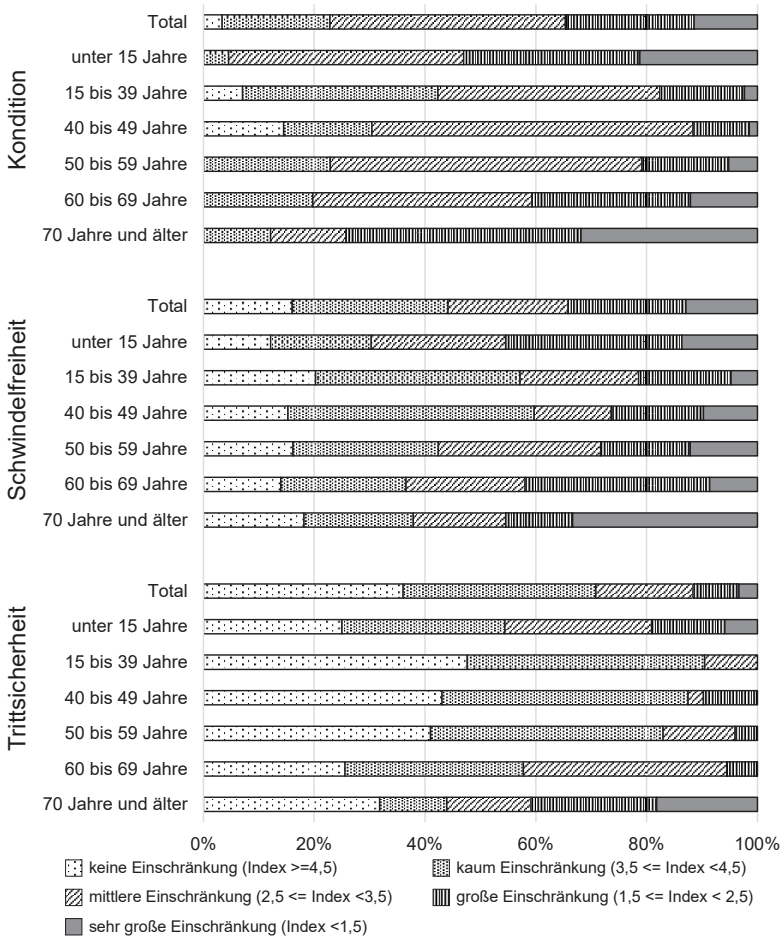 Kondition
Total
unter 15 Jahre
15 bis 39 Jahre
40 bis 49 Jahre
50 bis 59 Jahre
60 bis 69 Jahre
70 Jahre und älter
Schwindelfreiheit
Total
unter 15 Jahre
15 bis 39 Jahre
40 bis 49 Jahre
50 bis 59 Jahre
60 bis 69 Jahre
70 Jahre und älter
Trittsicherheit
Total
unter 15 Jahre
15 bis 39 Jahre
40 bis 49 Jahre
50 bis 59 Jahre
60 bis 69 Jahre
70 Jahre und älter
0% 20% 40% 60% 80% 100%
keine Einschränkung (Index >=4,5) kaum Einschränkung (3,5 <= Index <4,5)
mittlere Einschränkung (2,5 <= Index <3,5) große Einschränkung (1,5 <= Index < 2,5)
sehr große Einschränkung (Index <1,5)